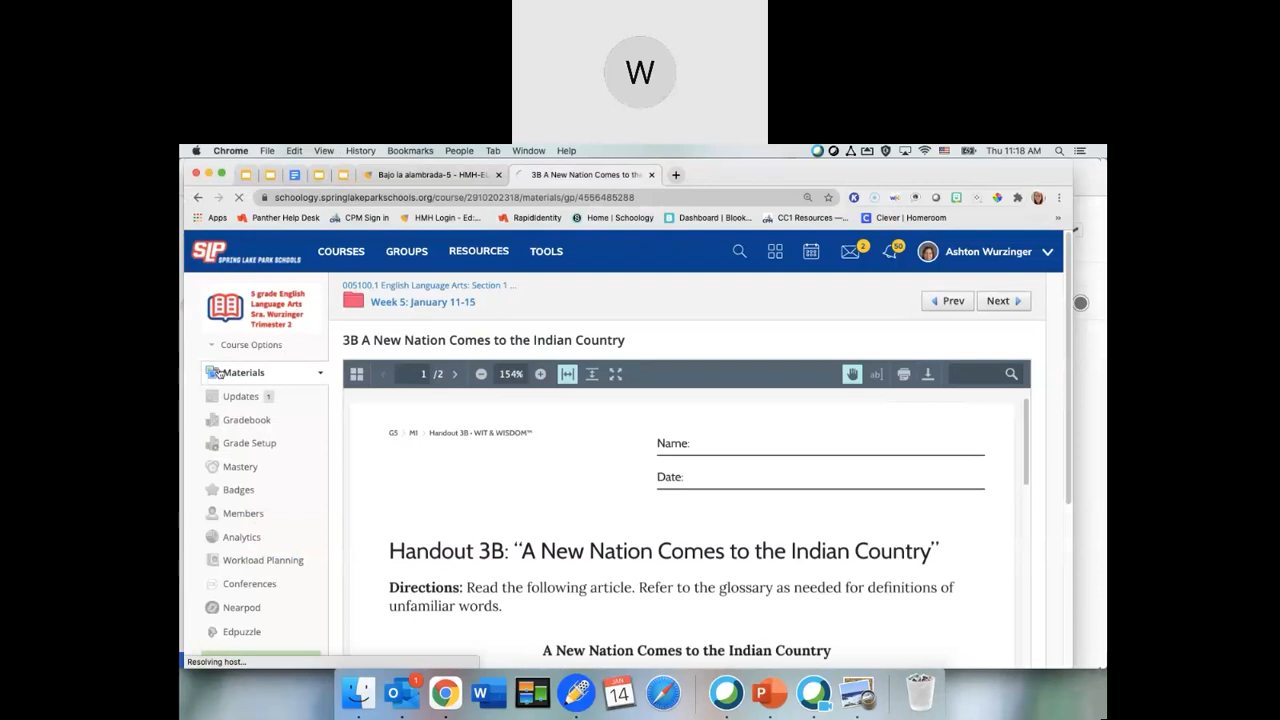 W
Chrome File Edit View History Bookmarks People Tab Window Help Thu 11:18 AM
Bajo la alambrada-5 - HMH-EL 3B A New Nation Comes to the
schoology.springlakeparkschools.org/course/2910202318/materials/gp/4556485288
Apps Panther Help Desk CPM Sign in HMH Login - Ed:... RapidIdentity Home | Schoology Dashboard | Blook... CC1 Resources —... Clever | Homeroom »
SLP SPRING LAKE PARK SCHOOLS COURSES GROUPS RESOURCES TOOLS 2 50 Ashton Wurzinger
5 grade English
Language Arts
Sra. Wurzinger
Trimester 2
Course Options
Materials
Updates 1
Gradebook
Grade Setup
Mastery
Badges
Members
Analytics
Workload Planning
Conferences
Nearpod
Edpuzzle
Resolving host...
005100.1 English Language Arts: Section 1 ...
Week 5: January 11-15
Prev Next
3B A New Nation Comes to the Indian Country
1 /2 154% ab|
G5 M1 Handout 3B • WIT & WISDOM™
Name:
Date:
Handout 3B: “A New Nation Comes to the Indian Country”
Directions: Read the following article. Refer to the glossary as needed for definitions of
unfamiliar words.
A New Nation Comes to the Indian Country
1 W JAN 14 P